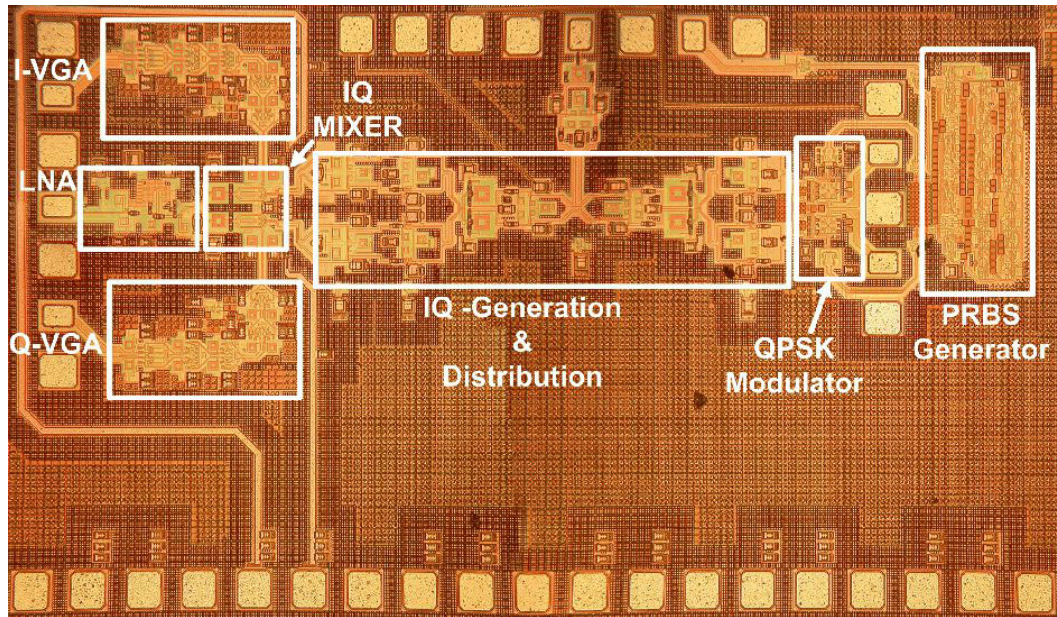 I-VGA
IQ
MIXER
LNA
IQ -Generation
&
Distribution
Q-VGA
QPSK
Modulator
PRBS
Generator